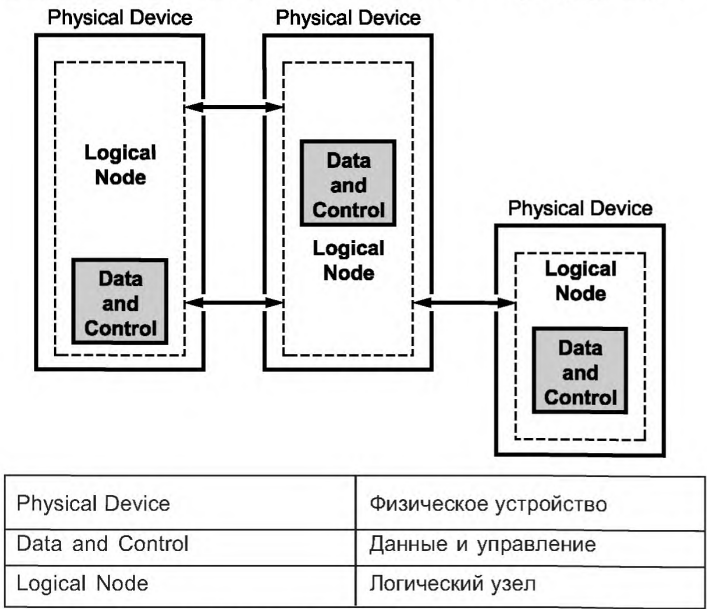 Physical Device
Logical
Node
Data
and
Control
Physical Device
Data
and
Control
Logical
Node
Physical Device
Logical
Node
Data
and
Control
Physical Device Физическое устройство
Data and Control Данные и управление
Logical Node Логический узел